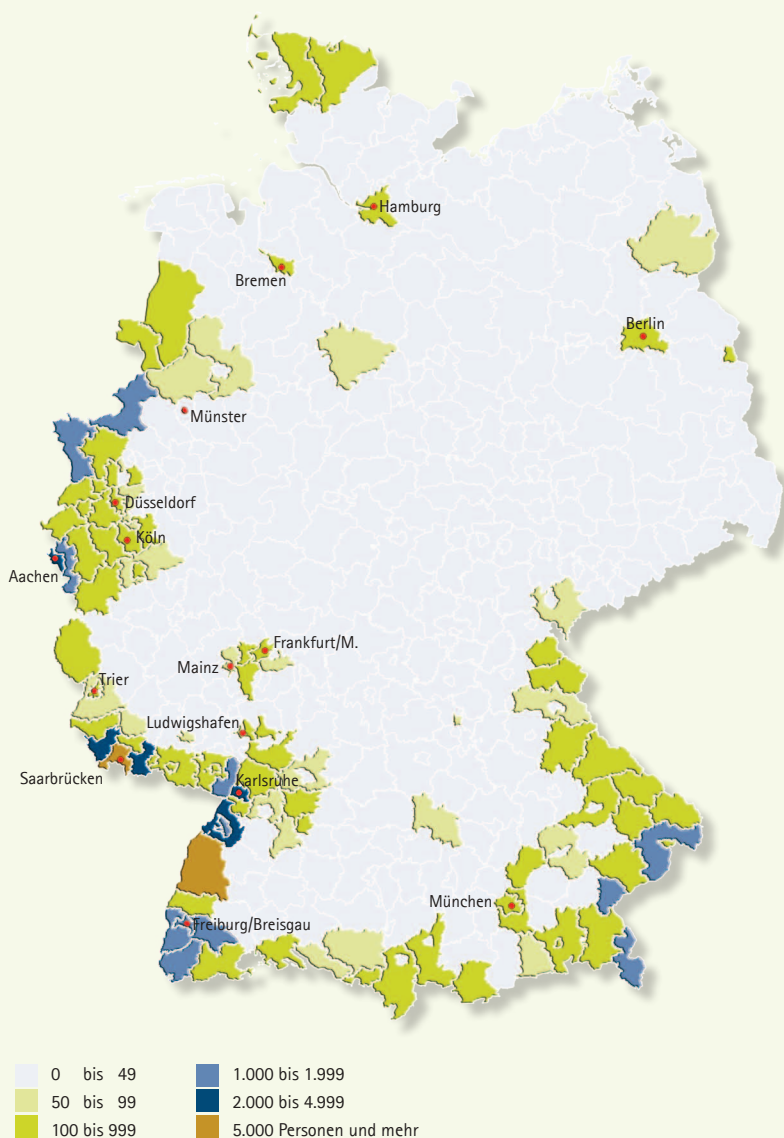 Hamburg
Bremen
Berlin
Münster
Düsseldorf
Köln
Aachen
Frankfurt/M.
Mainz
Trier
Ludwigshafen
Saarbrücken
Karlsruhe
München
Freiburg/Breisgau
0 bis 49
50 bis 99
100 bis 999
1.000 bis 1.999
2.000 bis 4.999
5.000 Personen und mehr